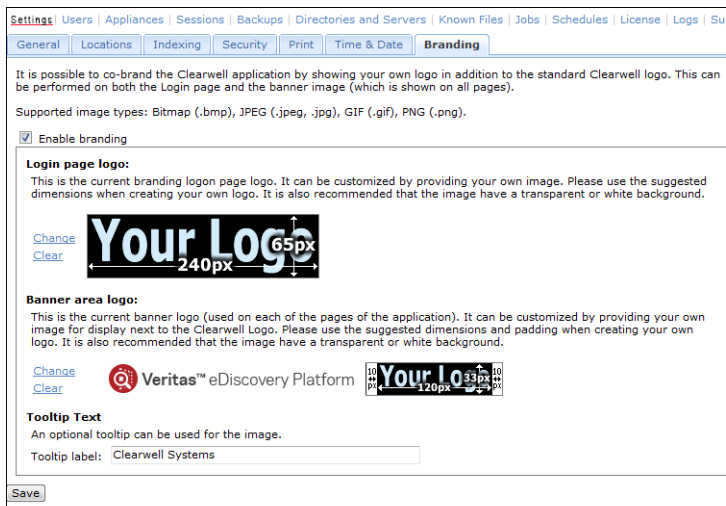 Settings | Users | Appliances | Sessions | Backups | Directories and Servers | Known Files | Jobs | Schedules | License | Logs | Su
General Locations Indexing Security Print Time & Date Branding
It is possible to co-brand the Clearwell application by showing your own logo in addition to the standard Clearwell logo. This can
be performed on both the Login page and the banner image (which is shown on all pages).
Supported image types: Bitmap (.bmp), JPEG (.jpeg, .jpg), GIF (.gif), PNG (.png).
Enable branding
Login page logo:
This is the current branding logon page logo. It can be customized by providing your own image. Please use the suggested
dimensions when creating your own logo. It is also recommended that the image have a transparent or white background.
Change
Clear
Your Logo
65px
240px
Banner area logo:
This is the current banner logo (used on each of the pages of the application). It can be customized by providing your own
image for display next to the Clearwell Logo. Please use the suggested dimensions and padding when creating your own
logo. It is also recommended that the image have a transparent or white background.
Change
Clear
Veritas™ eDiscovery Platform
10 px
Your Logo
33px
120px
10 px
Tooltip Text
An optional tooltip can be used for the image.
Tooltip label: Clearwell Systems
Save